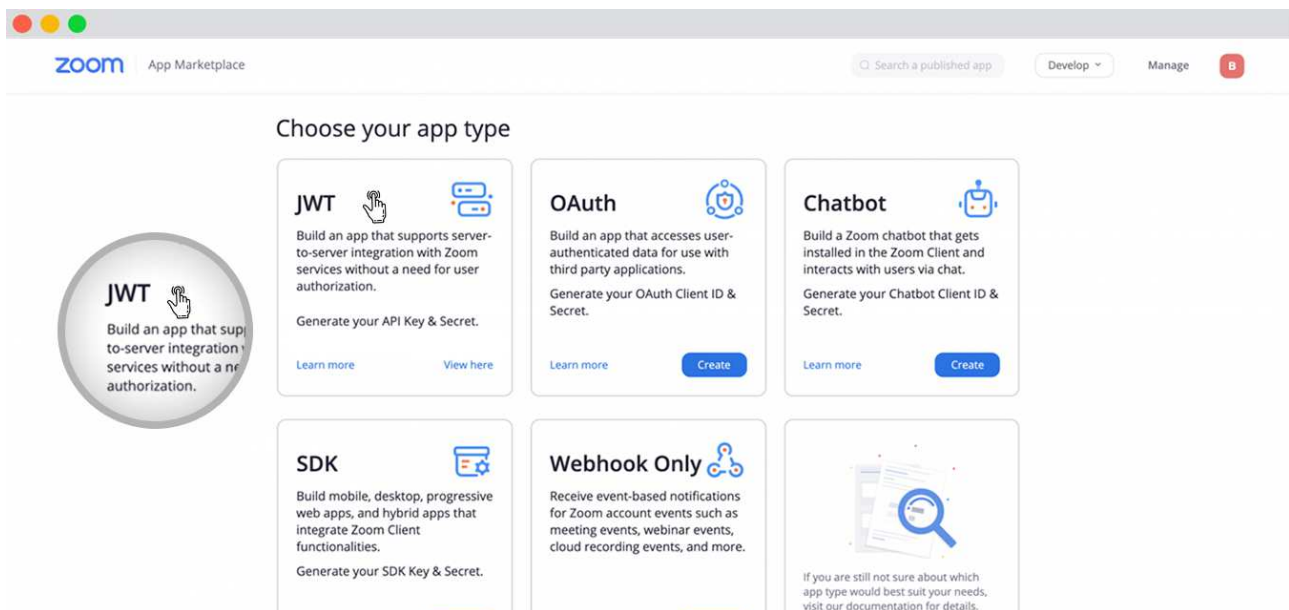 zoom App Marketplace
Search a published app
Develop
Manage
B
Choose your app type
JWT
Build an app that supports server-
to-server integration with Zoom
services without a need for user
authorization.
Generate your API Key & Secret.
Learn more
View here
OAuth
Build an app that accesses user-
authenticated data for use with
third party applications.
Generate your OAuth Client ID &
Secret.
Learn more
Create
Chatbot
Build a Zoom chatbot that gets
installed in the Zoom Client and
interacts with users via chat.
Generate your Chatbot Client ID &
Secret.
Learn more
Create
JWT
Build an app that supp
to-server integration
services without a ne
authorization.
SDK
Build mobile, desktop, progressive
web apps, and hybrid apps that
integrate Zoom Client
functionalities.
Generate your SDK Key & Secret.
Webhook Only
Receive event-based notifications
for Zoom account events such as
meeting events, webinar events,
cloud recording events, and more.
If you are still not sure about which
app type would best suit your needs,
visit our documentation for details.